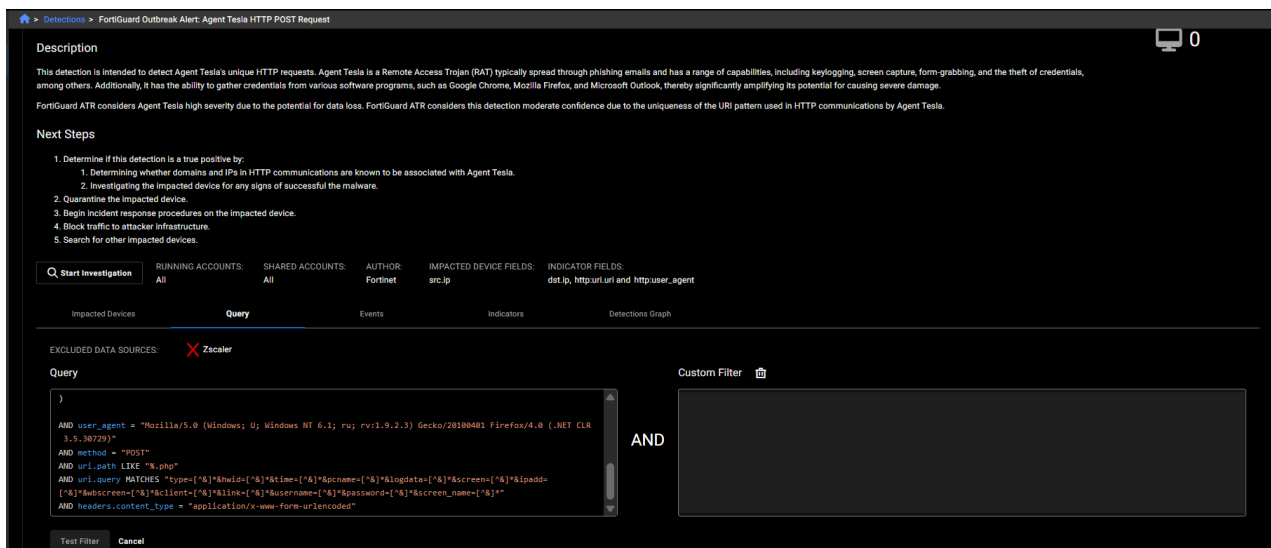 > Detections > FortiGuard Outbreak Alert: Agent Tesla HTTP POST Request
0
Description
This detection is intended to detect Agent Tesla's unique HTTP requests. Agent Tesla is a Remote Access Trojan (RAT) typically spread through phishing emails and has a range of capabilities, including keylogging, screen capture, form-grabbing, and the theft of credentials,
among others. Additionally, it has the ability to gather credentials from various software programs, such as Google Chrome, Mozilla Firefox, and Microsoft Outlook, thereby significantly amplifying its potential for causing severe damage.
FortiGuard ATR considers Agent Tesla high severity due to the potential for data loss. FortiGuard ATR considers this detection moderate confidence due to the uniqueness of the URI pattern used in HTTP communications by Agent Tesla.
Next Steps
1. Determine if this detection is a true positive by:
1. Determining whether domains and IPs in HTTP communications are known to be associated with Agent Tesla.
2. Investigating the impacted device for any signs of successful the malware.
2. Quarantine the impacted device.
3. Begin incident response procedures on the impacted device.
4. Block traffic to attacker infrastructure.
5. Search for other impacted devices.
Start Investigation
RUNNING ACCOUNTS: SHARED ACCOUNTS: AUTHOR: IMPACTED DEVICE FIELDS: INDICATOR FIELDS:
All All Fortinet src.ip dst.ip, http:uri.uri and http:user_agent
Impacted Devices Query Events Indicators Detections Graph
EXCLUDED DATA SOURCES: Zscaler
Query Custom Filter
)
AND user_agent = "Mozilla/5.0 (Windows; U; Windows NT 6.1; ru; rv:1.9.2.3) Gecko/20100401 Firefox/4.0 (.NET CLR
3.5.30729)"
AND method = "POST"
AND uri.path LIKE "%.php"
AND uri.query MATCHES "type=[^&]*&hwid=[^&]*&time=[^&]*&pcname=[^&]*&logdata=[^&]*&screen=[^&]*&ipadd=
[^&]*&wbscreen=[^&]*&client=[^&]*&link=[^&]*&username=[^&]*&password=[^&]*&screen_name=[^&]*"
AND headers.content_type = "application/x-www-form-urlencoded"
AND
Test Filter Cancel